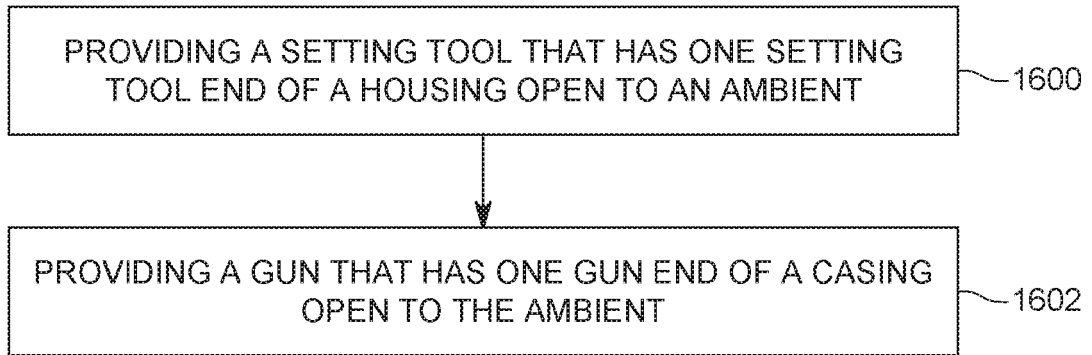 PROVIDING A SETTING TOOL THAT HAS ONE SETTING
TOOL END OF A HOUSING OPEN TO AN AMBIENT
1600
PROVIDING A GUN THAT HAS ONE GUN END OF A CASING
OPEN TO THE AMBIENT
1602